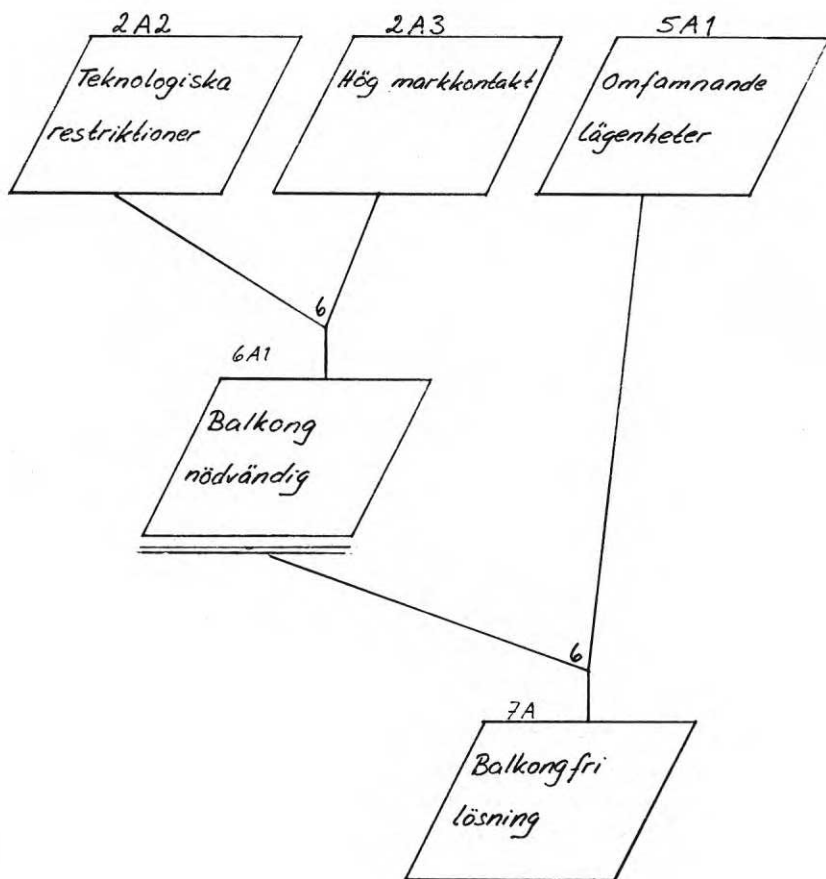 2A2
Teknologiska
restriktioner
2A3
Hög markkontakt
5A1
Omfamnande
lägenheter
6
6A1
Balkong
nödvändig
6
7A
Balkongfri
lösning